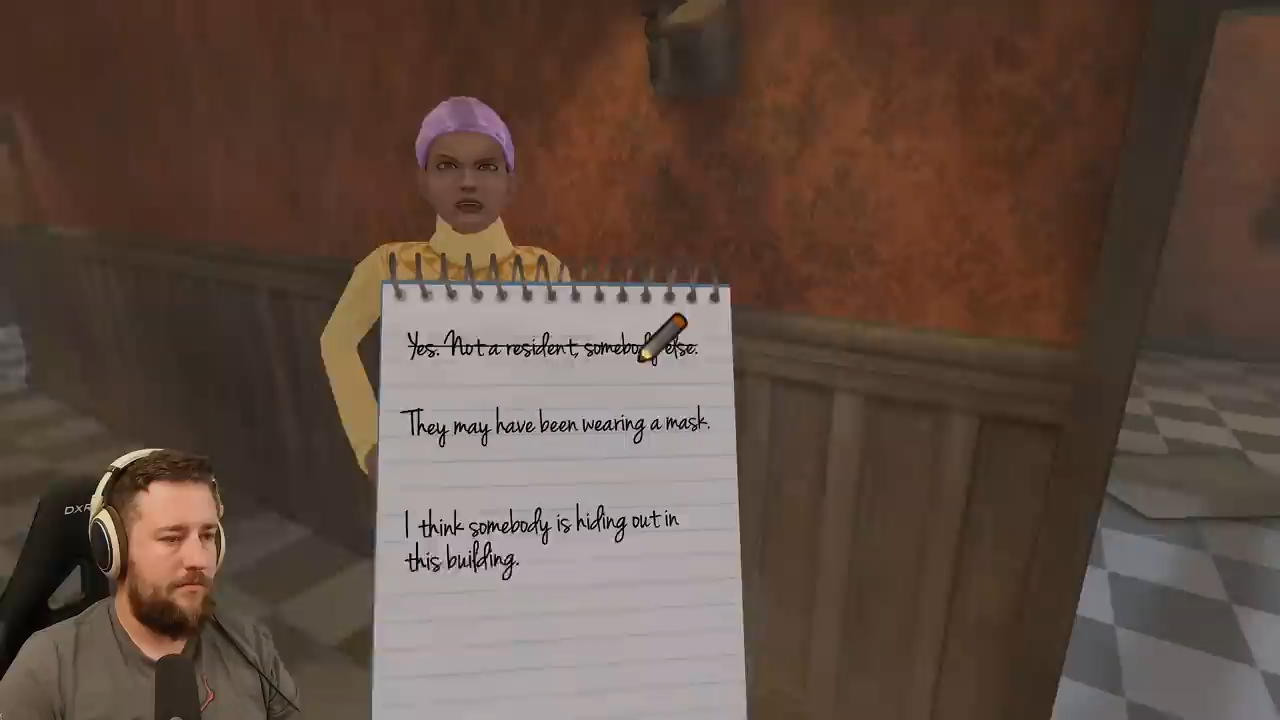 Yes. Not a resident, somebody else.
They may have been wearing a mask.
I think somebody is hiding out in
this building.